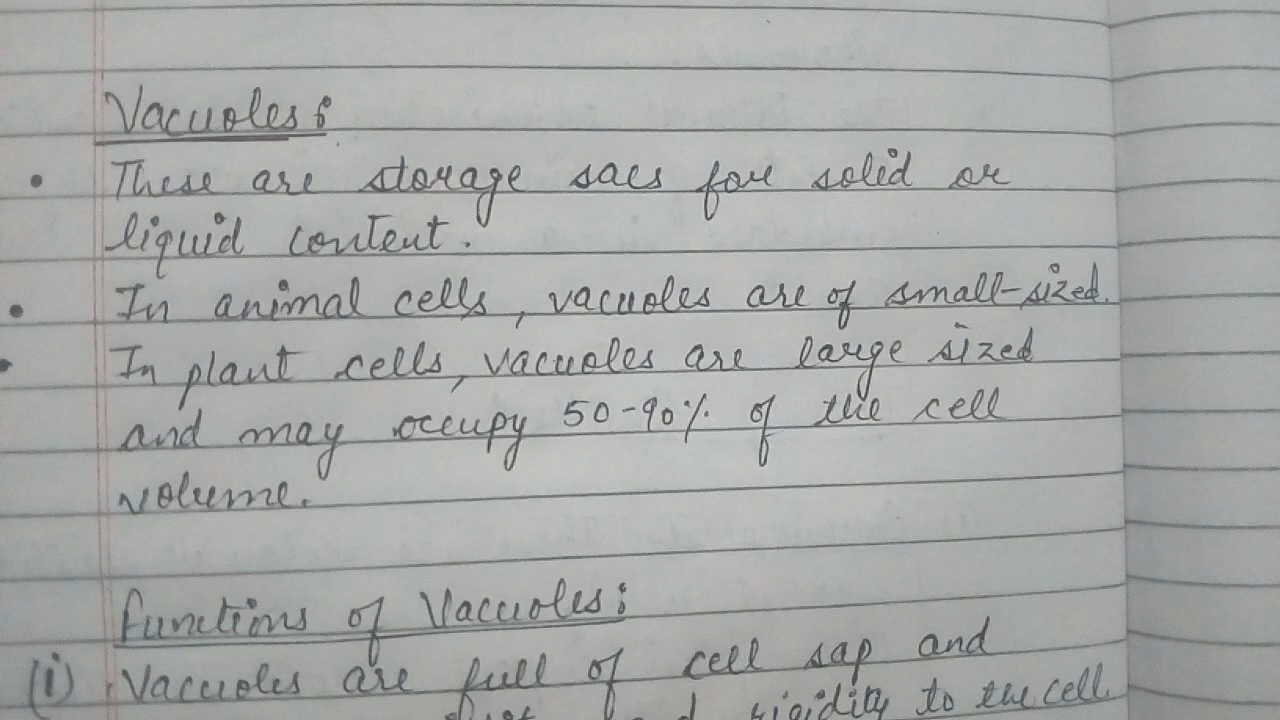 Vacuoles:
• These are storage sacs for solid or
liquid content.
• In animal cells, vacuoles are of small-sized.
• In plant cells, vacuoles are large sized
and may occupy 50-90% of the cell
volume.
Functions of Vacuoles:
(i) Vacuoles are full of cell sap and
rigidity to the cell